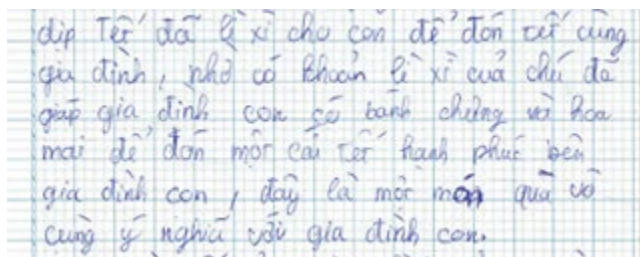 dịp Tết đã lì xì cho con để đón tết cùng
gia đình, nhờ có khoản lì xì của chú đã
giúp gia đình con có bánh chưng và hoa
mai để đón một cái tết hạnh phúc bên
gia đình con, đây là một món quà vô
cùng ý nghĩa với gia đình con.